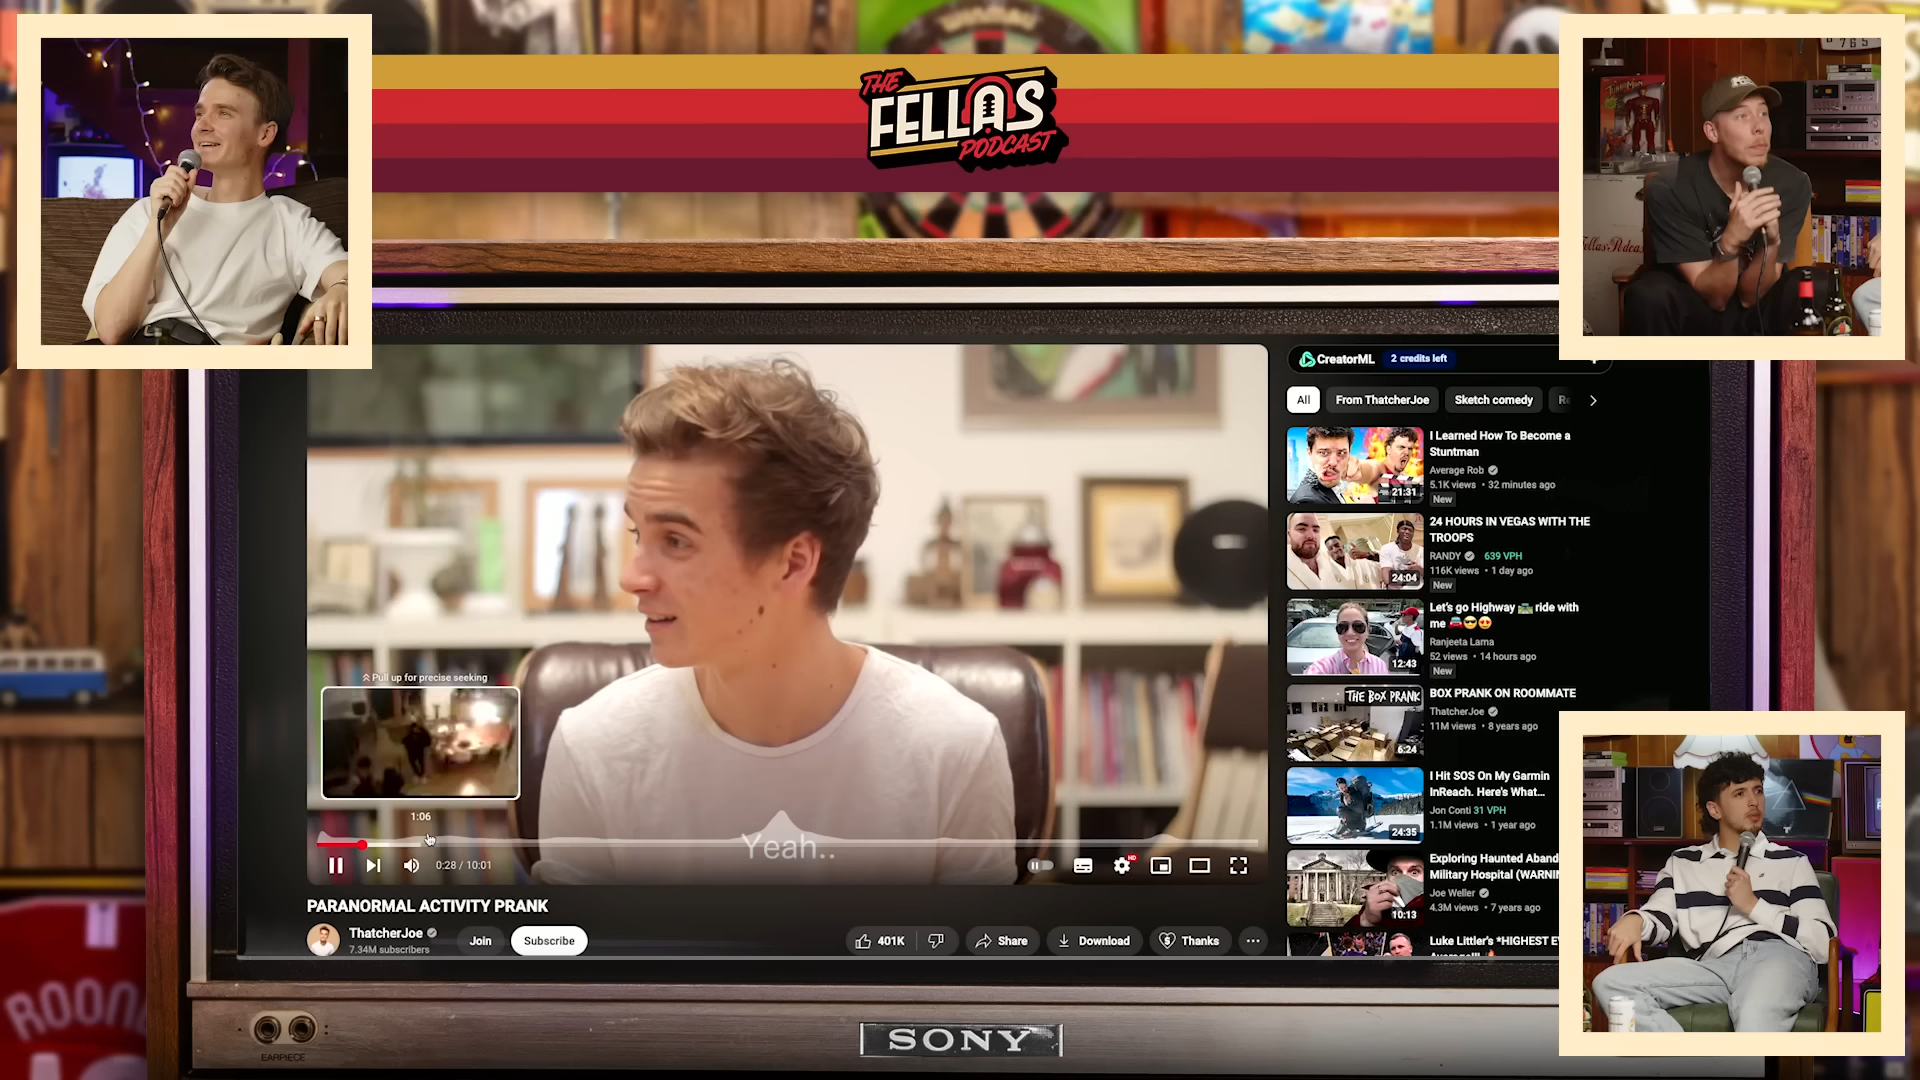 THE
FELLAS
PODCAST
CreatorML
2 credits left
All
From ThatcherJoe
Sketch comedy
Re
I Learned How To Become a
Stuntman
Average Rob
5.1K views • 32 minutes ago
New
21:31
24 HOURS IN VEGAS WITH THE
TROOPS
RANDY
639 VPH
116K views • 1 day ago
New
24:04
Let's go Highway 🛣️ ride with
me 🚘😎😍
Ranjeeta Lama
52 views • 14 hours ago
New
12:43
THE BOX PRANK
BOX PRANK ON ROOMMATE
ThatcherJoe
11M views • 8 years ago
6:24
I Hit SOS On My Garmin
InReach. Here's What...
Jon Conti 31 VPH
1.1M views • 1 year ago
24:35
Exploring Haunted Aband
Military Hospital (WARNI
Joe Weller
4.3M views • 7 years ago
10:13
Luke Littler's *HIGHEST E
Pull up for precise seeking
1:06
Yeah..
0:28 / 10:01
HD
PARANORMAL ACTIVITY PRANK
ThatcherJoe
7.34M subscribers
Join
Subscribe
401K
Share
Download
Thanks
EARPIECE
SONY
ROON